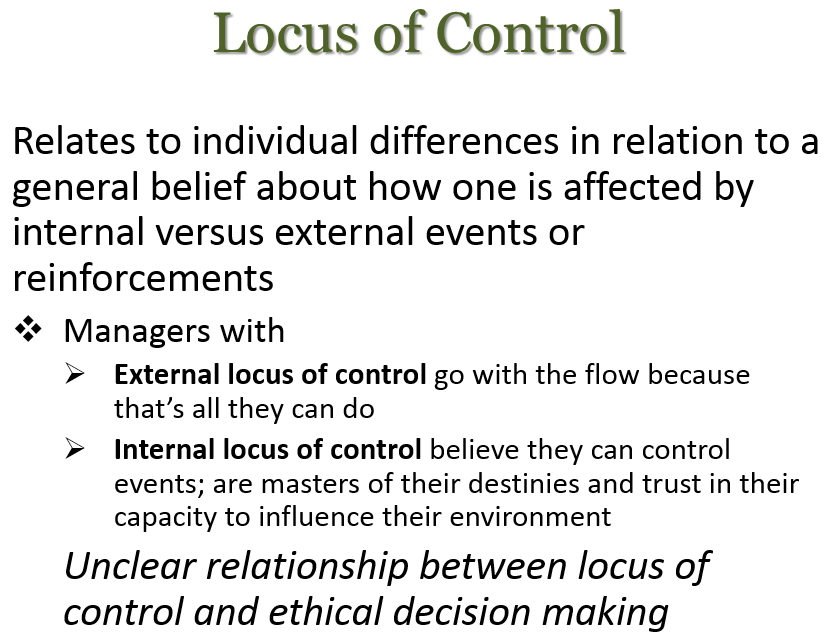 Locus of Control
Relates to individual differences in relation to a
general belief about how one is affected by
internal versus external events or
reinforcements
❖ Managers with
➢ External locus of control go with the flow because
that’s all they can do
➢ Internal locus of control believe they can control
events; are masters of their destinies and trust in their
capacity to influence their environment
Unclear relationship between locus of
control and ethical decision making